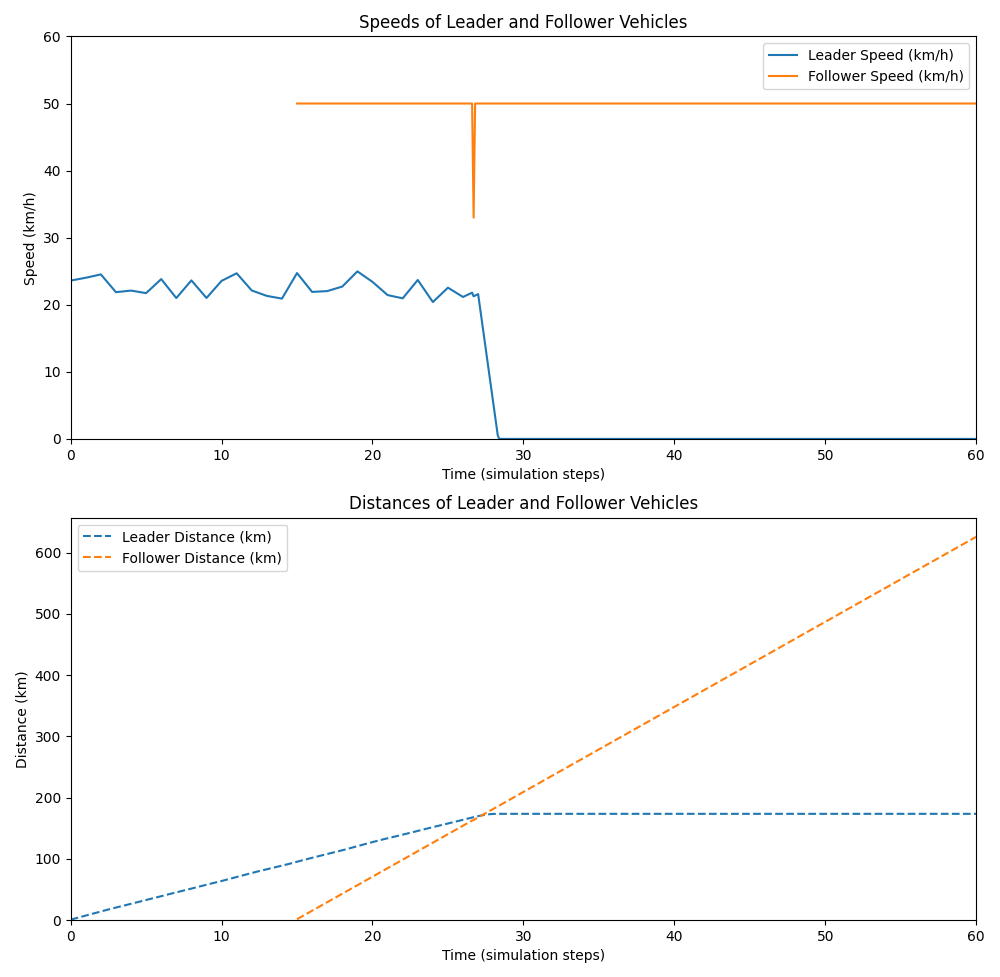 Speeds of Leader and Follower Vehicles
60
50
40
30
20
10
0
Speed (km/h)
Leader Speed (km/h)
Follower Speed (km/h)
0 10 20 30 40 50 60
Time (simulation steps)
Distances of Leader and Follower Vehicles
600
500
400
300
200
100
0
Distance (km)
Leader Distance (km)
Follower Distance (km)
0 10 20 30 40 50 60
Time (simulation steps)